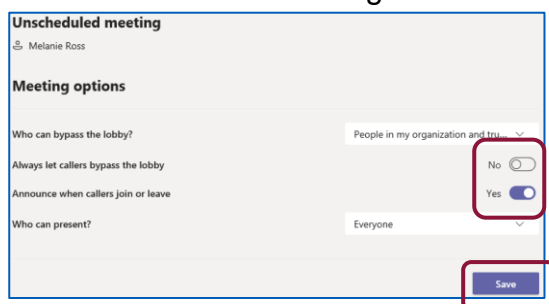 Unscheduled meeting
Melanie Ross
Meeting options
Who can bypass the lobby? People in my organization and tru...
Always let callers bypass the lobby No
Announce when callers join or leave Yes
Who can present? Everyone
Save